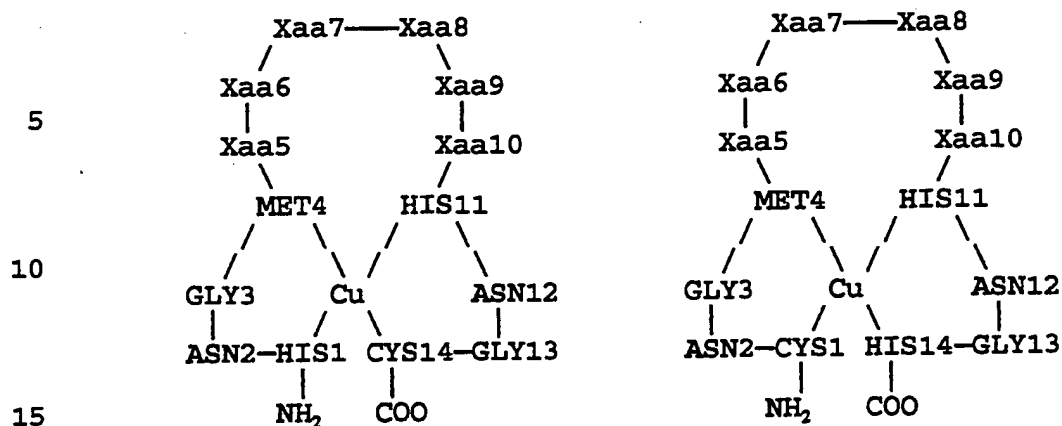 Xaa7 Xaa8 Xaa7 Xaa8
Xaa6 Xaa9 Xaa6 Xaa9
5
Xaa5 Xaa10 Xaa5 Xaa10
MET4 HIS11 MET4 HIS11
10
GLY3 Cu ASN12 GLY3 Cu ASN12
ASN2-HIS1 CYS14-GLY13 ASN2-CYS1 HIS14-GLY13
15 NH₂ COO NH₂ COO